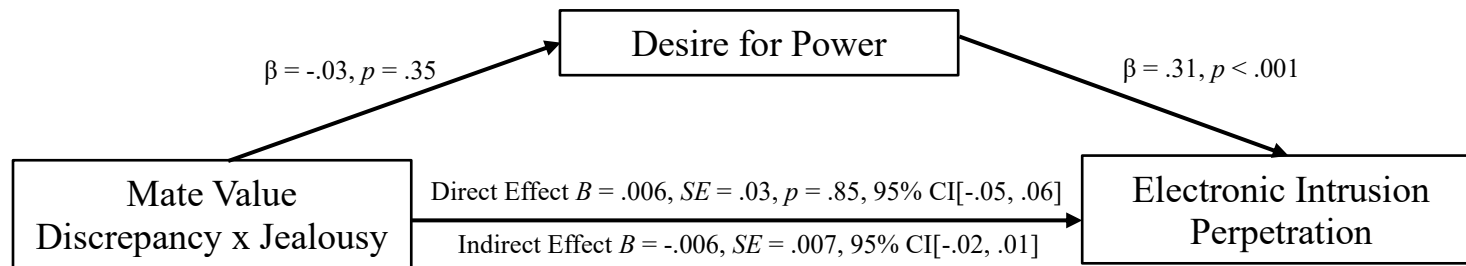 Desire for Power
β = -.03, p = .35
β = .31, p < .001
Mate Value
Discrepancy x Jealousy
Direct Effect B = .006, SE = .03, p = .85, 95% CI[-.05, .06]
Indirect Effect B = -.006, SE = .007, 95% CI[-.02, .01]
Electronic Intrusion
Perpetration